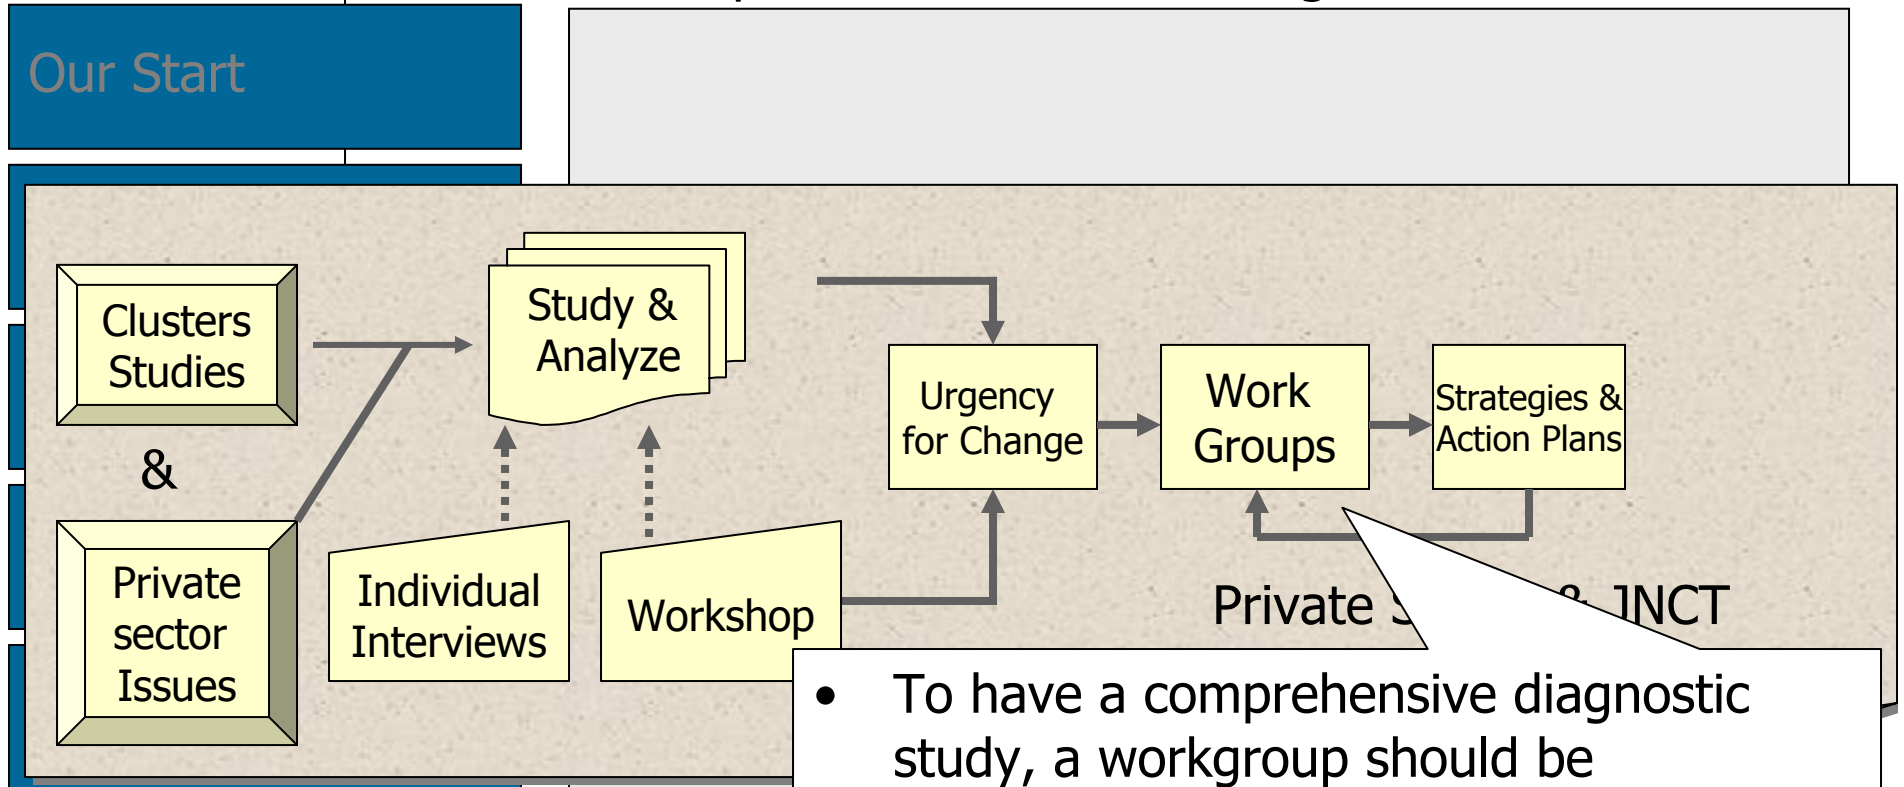 Our Start
Clusters
Studies
&
Private
sector
Issues
Study &
Analyze
Individual
Interviews
Workshop
Urgency
for Change
Work
Groups
Strategies &
Action Plans
Private
& JNCT
• To have a comprehensive diagnostic
study, a workgroup should be